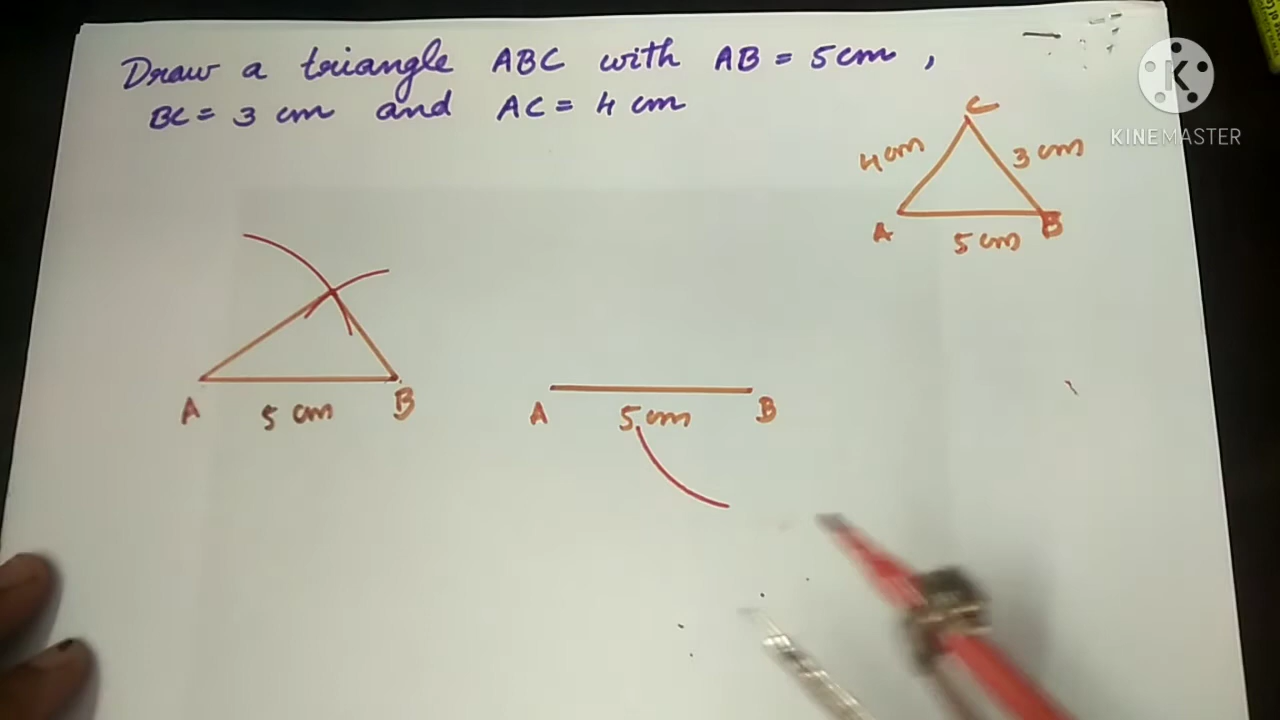 Draw a triangle ABC with AB = 5cm,
BC = 3 cm and AC = 4 cm
K
KINEMASTER
C
4cm
3 cm
A
B
5 cm
A
5 cm
B
A
5cm
B